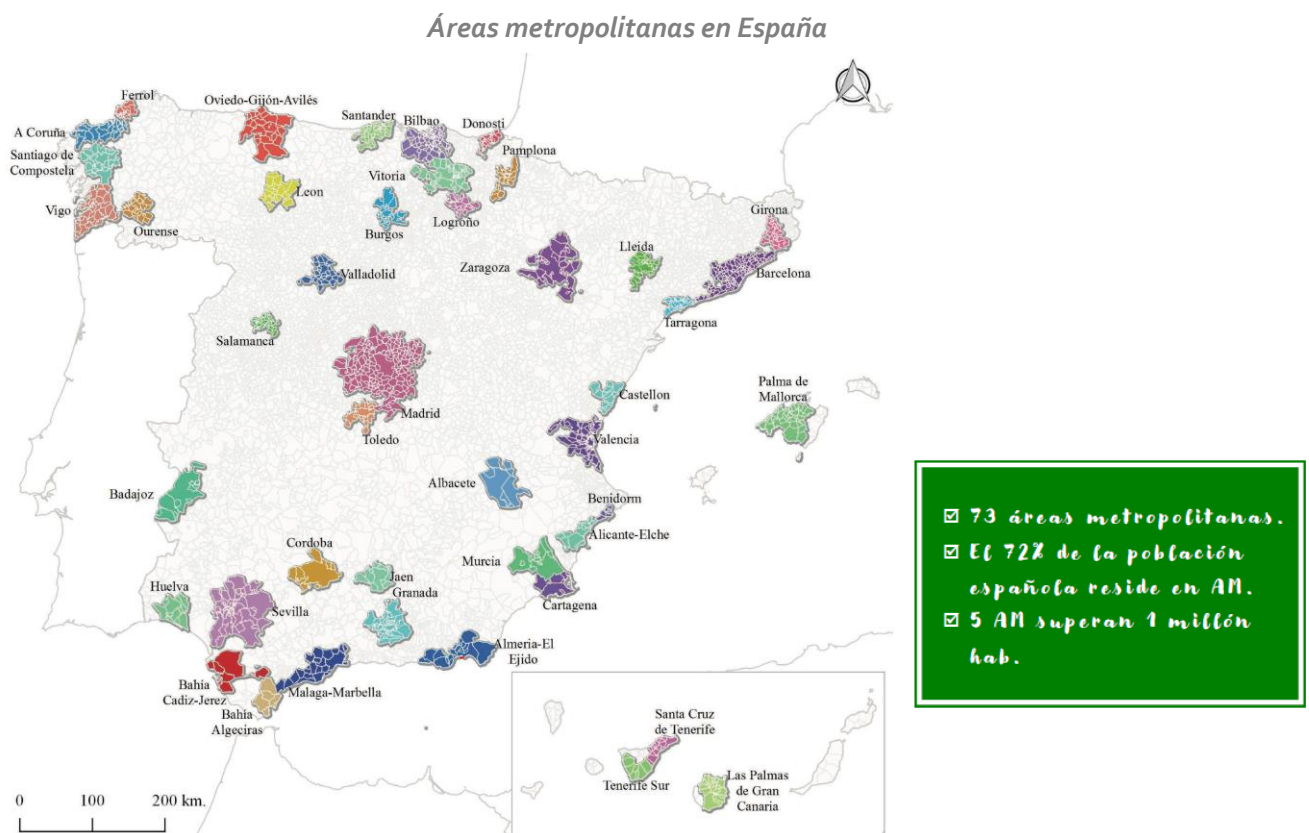 Áreas metropolitanas en España
Ferrol
Oviedo-Gijón-Avilés
Santander
Bilbao
Donosti
A Coruña
Pamplona
Santiago de
Compostela
Vitoria
Leon
Vigo
Ourense
Burgos
Logroño
Girona
Lleida
Zaragoza
Barcelona
Valladolid
Tarragona
Salamanca
Castellon
Palma de
Mallorca
Madrid
Toledo
Valencia
Badajoz
Albacete
Benidorm
Alicante-Elche
Cordoba
Murcia
Jaen
Granada
Huelva
Sevilla
Cartagena
Almeria-El
Ejido
Bahia
Cadiz-Jerez
Malaga-Marbella
Bahía
Algeciras
Santa Cruz
de Tenerife
Tenerife Sur
Las Palmas
de Gran
Canaria
0 100 200 km.
☑ 73 áreas metropolitanas.
☑ El 72% de la población
española reside en AM.
☑ 5 AM superan 1 millón
hab.